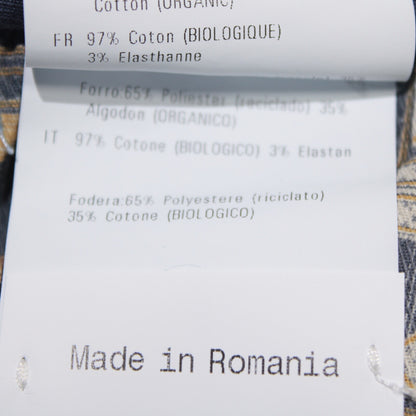 Cotton (ORGANIC)
FR 97% Coton (BIOLOGIQUE)
3% Elasthanne
Forro:65% Poliester (reciclado) 35%
Algodon (ORGANICO)
IT 97% Cotone (BIOLOGICO) 3% Elastan
Fodera:65% Polyestere (riciclato)
35% Cotone (BIOLOGICO)
Made in Romania